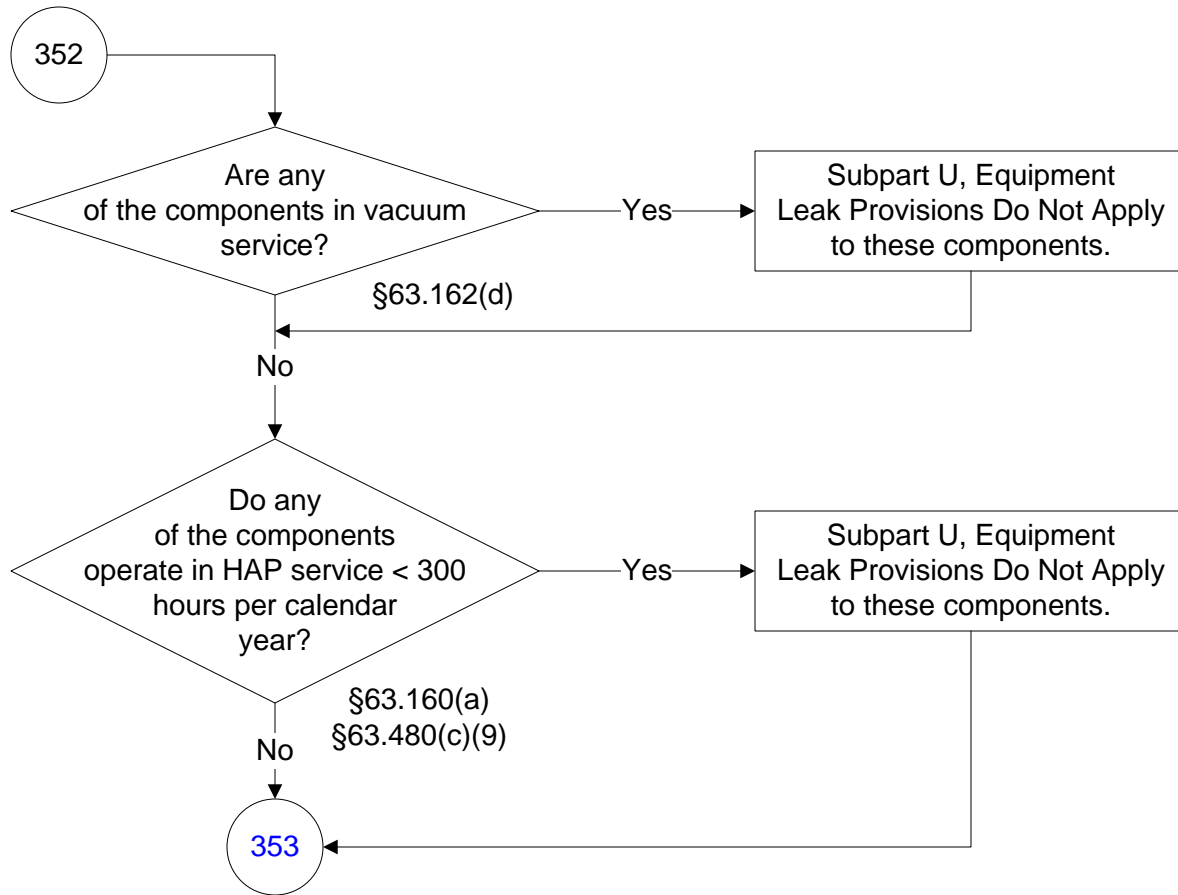 352
Are any
of the components in vacuum
service?
Yes
Subpart U, Equipment
Leak Provisions Do Not Apply
to these components.
§63.162(d)
No
Do any
of the components
operate in HAP service < 300
hours per calendar
year?
Yes
Subpart U, Equipment
Leak Provisions Do Not Apply
to these components.
§63.160(a)
§63.480(c)(9)
No
353